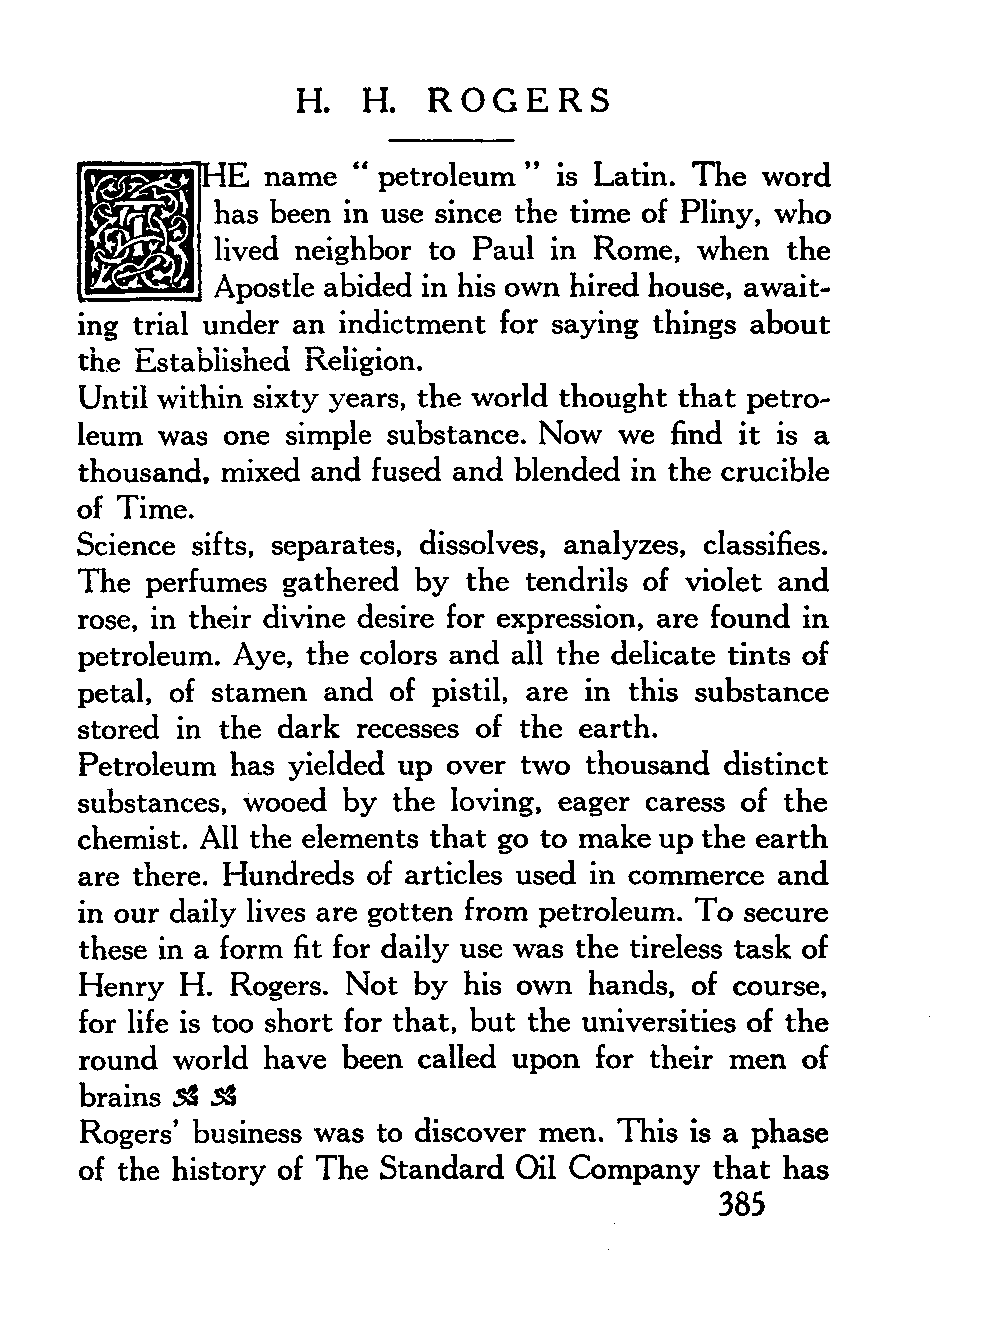 H. H. ROGERS
THE name " petroleum " is Latin. The word
has been in use since the time of Pliny, who
lived neighbor to Paul in Rome, when the
Apostle abided in his own hired house, await-
ing trial under an indictment for saying things about
the Established Religion.
Until within sixty years, the world thought that petro-
leum was one simple substance. Now we find it is a
thousand, mixed and fused and blended in the crucible
of Time.
Science sifts, separates, dissolves, analyzes, classifies.
The perfumes gathered by the tendrils of violet and
rose, in their divine desire for expression, are found in
petroleum. Aye, the colors and all the delicate tints of
petal, of stamen and of pistil, are in this substance
stored in the dark recesses of the earth.
Petroleum has yielded up over two thousand distinct
substances, wooed by the loving, eager caress of the
chemist. All the elements that go to make up the earth
are there. Hundreds of articles used in commerce and
in our daily lives are gotten from petroleum. To secure
these in a form fit for daily use was the tireless task of
Henry H. Rogers. Not by his own hands, of course,
for life is too short for that, but the universities of the
round world have been called upon for their men of
brains
Rogers' business was to discover men. This is a phase
of the history of The Standard Oil Company that has
385